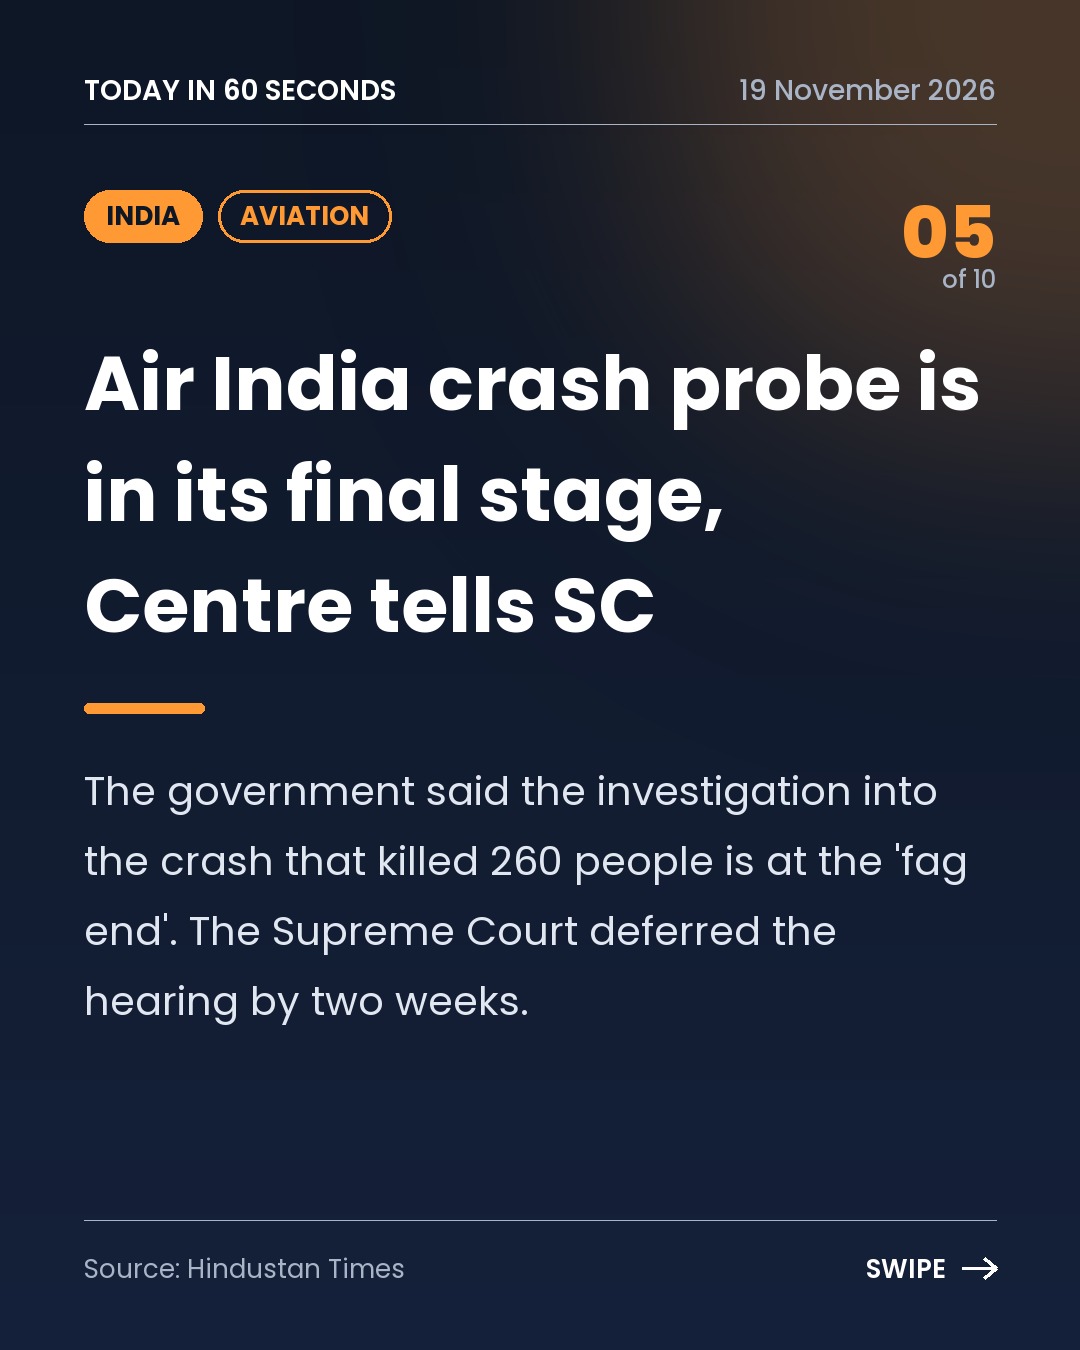 TODAY IN 60 SECONDS
19 November 2026
INDIA
AVIATION
05
of 10
Air India crash probe is
in its final stage,
Centre tells SC
The government said the investigation into
the crash that killed 260 people is at the 'fag
end'. The Supreme Court deferred the
hearing by two weeks.
Source: Hindustan Times
SWIPE →